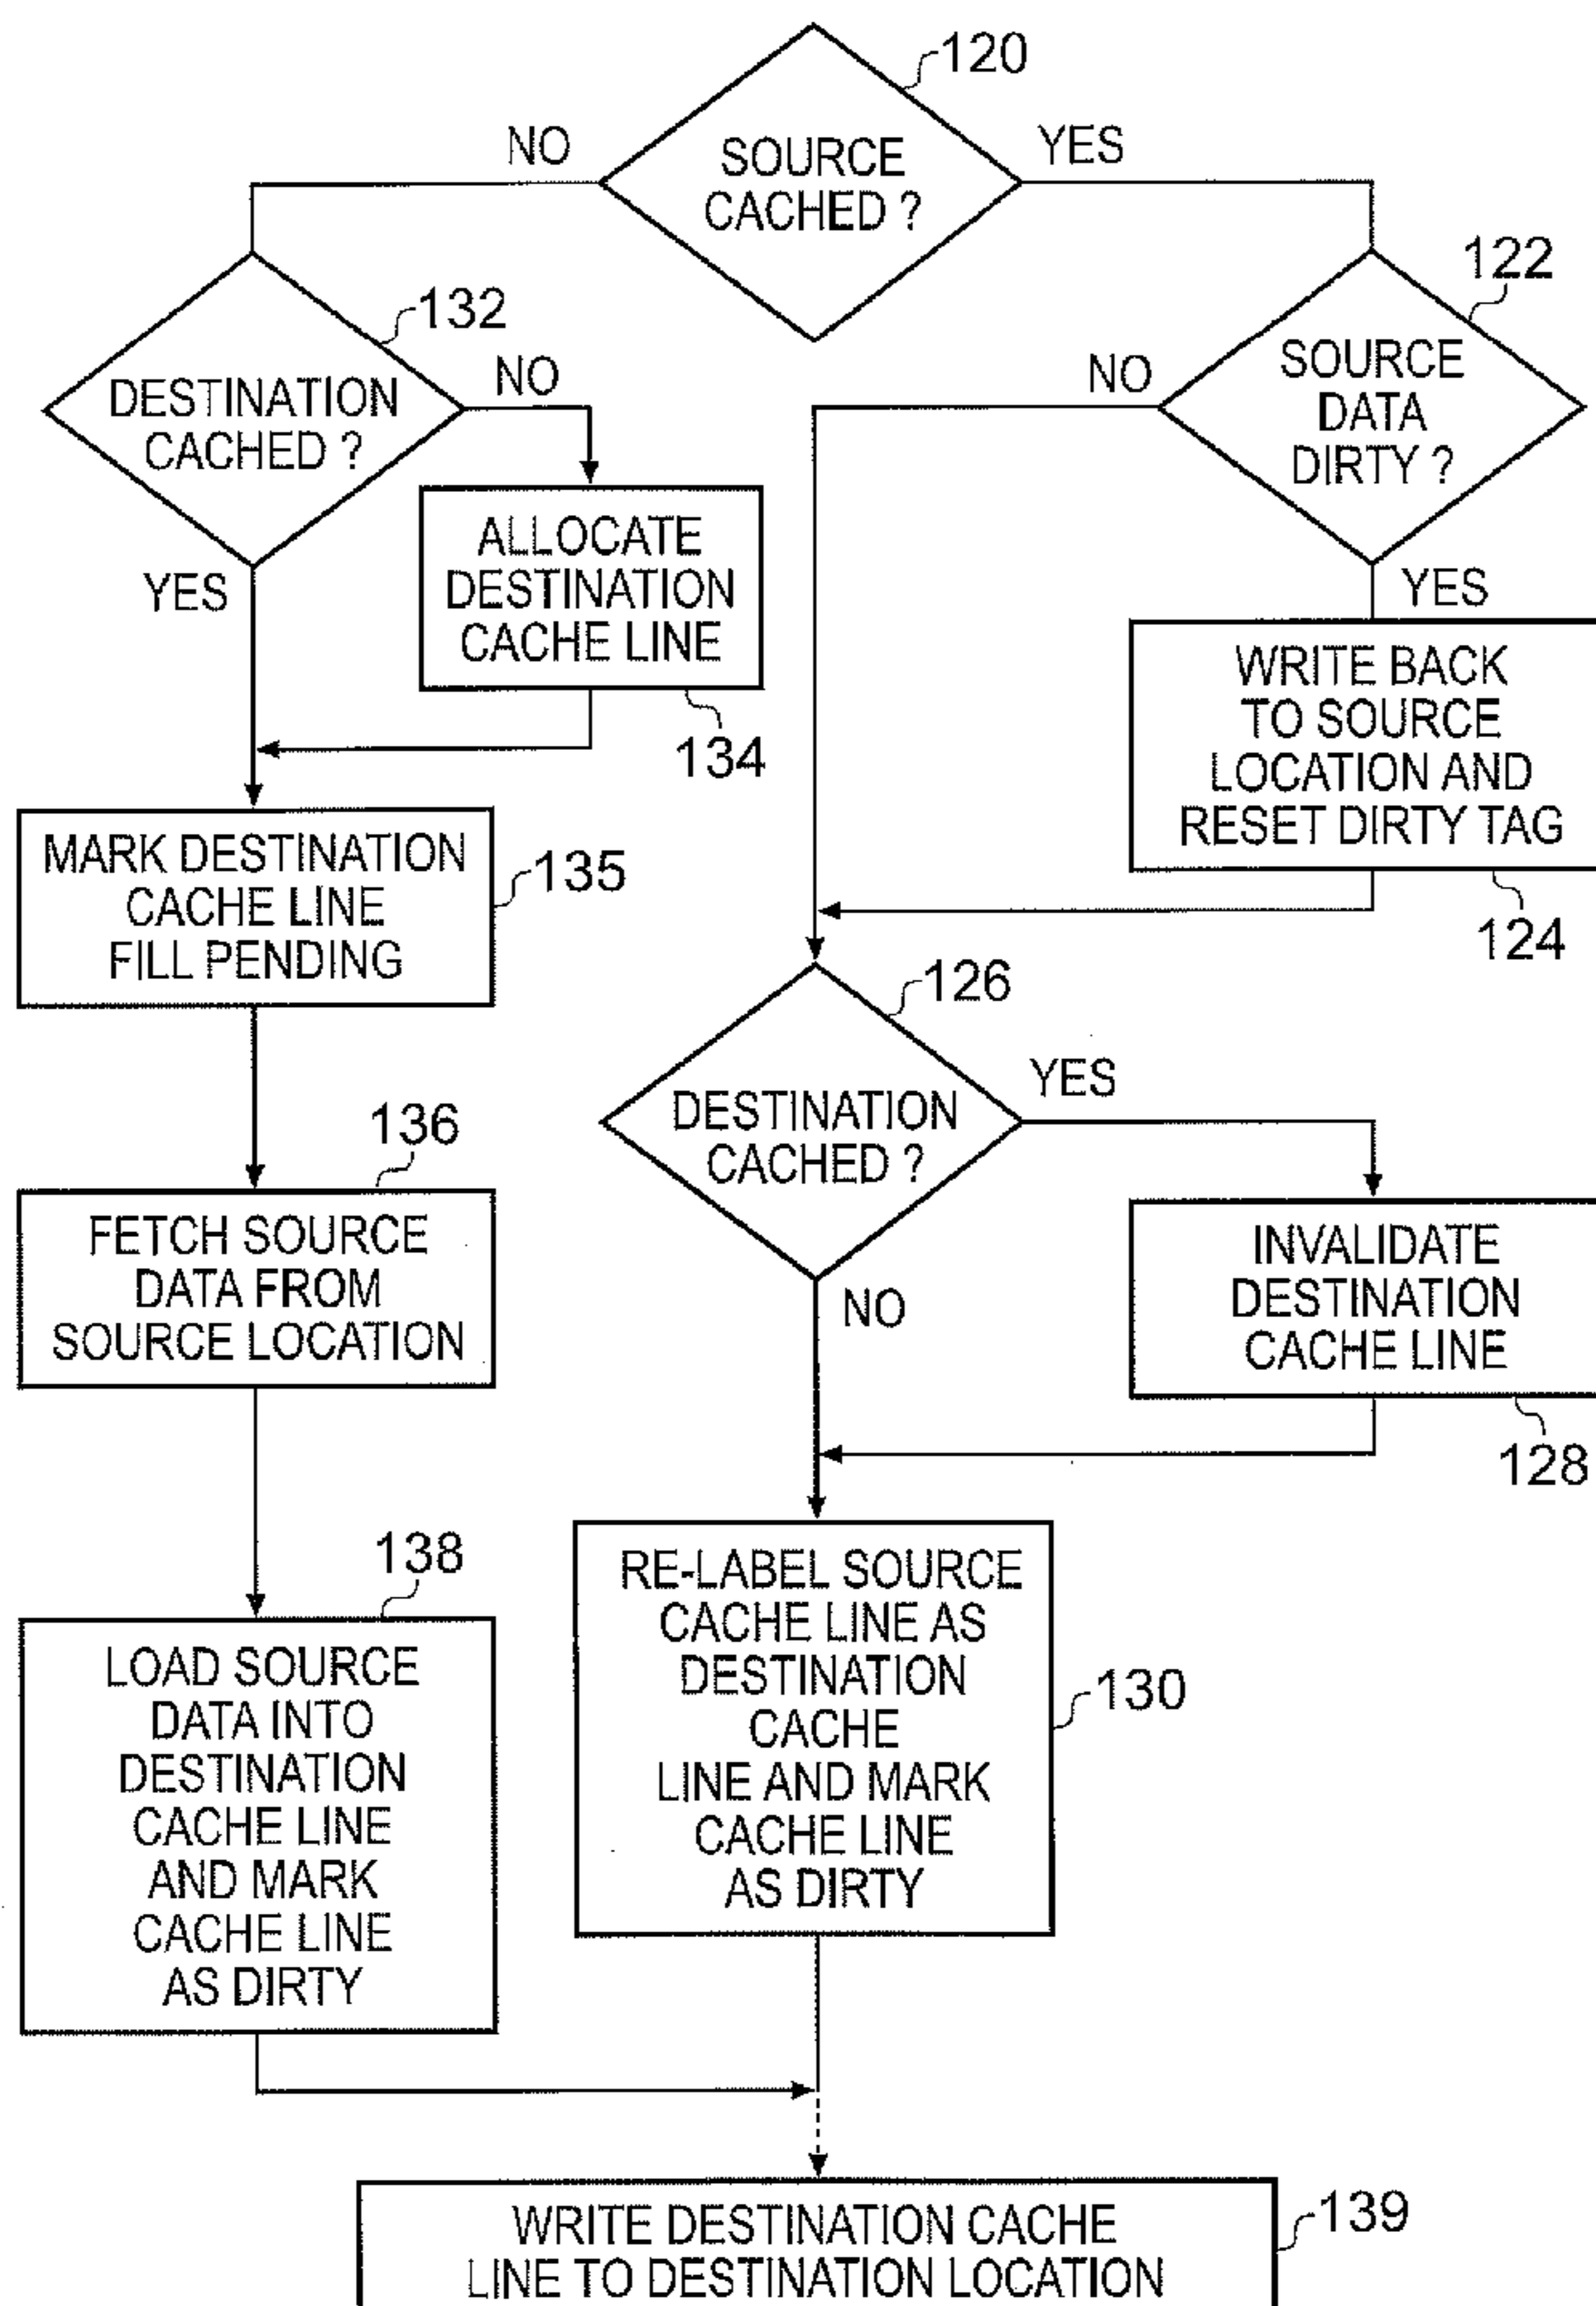 120
NO
YES
SOURCE
CACHED ?
122
132
NO
NO
SOURCE
DATA
DIRTY ?
DESTINATION
CACHED ?
YES
YES
ALLOCATE
DESTINATION
CACHE LINE
134
WRITE BACK
TO SOURCE
LOCATION AND
RESET DIRTY TAG
124
MARK DESTINATION
CACHE LINE
FILL PENDING
135
126
YES
DESTINATION
CACHED ?
NO
136
FETCH SOURCE
DATA FROM
SOURCE LOCATION
INVALIDATE
DESTINATION
CACHE LINE
128
138
LOAD SOURCE
DATA INTO
DESTINATION
CACHE LINE
AND MARK
CACHE LINE
AS DIRTY
RE-LABEL SOURCE
CACHE LINE AS
DESTINATION
CACHE
LINE AND MARK
CACHE LINE
AS DIRTY
130
WRITE DESTINATION CACHE
LINE TO DESTINATION LOCATION
139